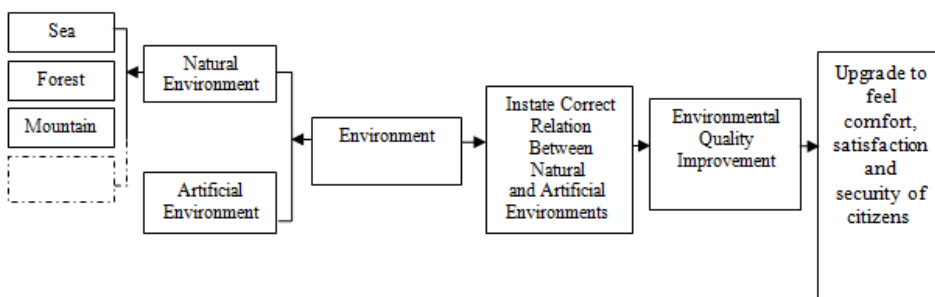 Sea
Forest
Mountain
Natural
Environment
Artificial
Environment
Environment
Instate Correct
Relation
Between
Natural
and Artificial
Environments
Environmental
Quality
Improvement
Upgrade to
feel
comfort,
satisfaction
and
security of
citizens